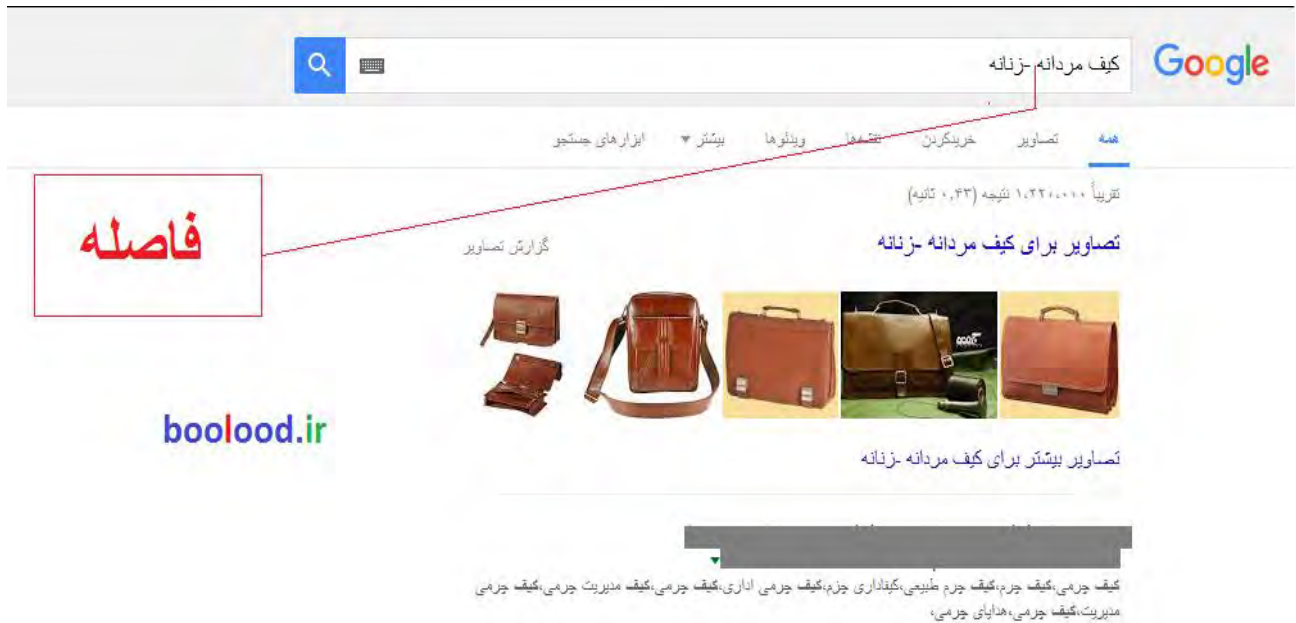 Google
کیف مردانه -زنانه
همه تصاویر خریدکردن نقشه‌ها ویدئوها بیشتر ابزارهای جستجو
تقریباً ۱،۲۲۰،۰۱۰ نتیجه (۰٫۴۳ ثانیه)
فاصله
تصاویر برای کیف مردانه -زنانه
گزارش تصاویر
boolood.ir
تصاویر بیشتر برای کیف مردانه -زنانه
کیف چرمی،کیف چرم،کیف چرم طبیعی،کیفاداری چزم،کیف چرمی اداری،کیف چرمی،کیف مدیریت چرمی،کیف چرمی
مدیریت،کیف چرمی،هدایای چرمی،